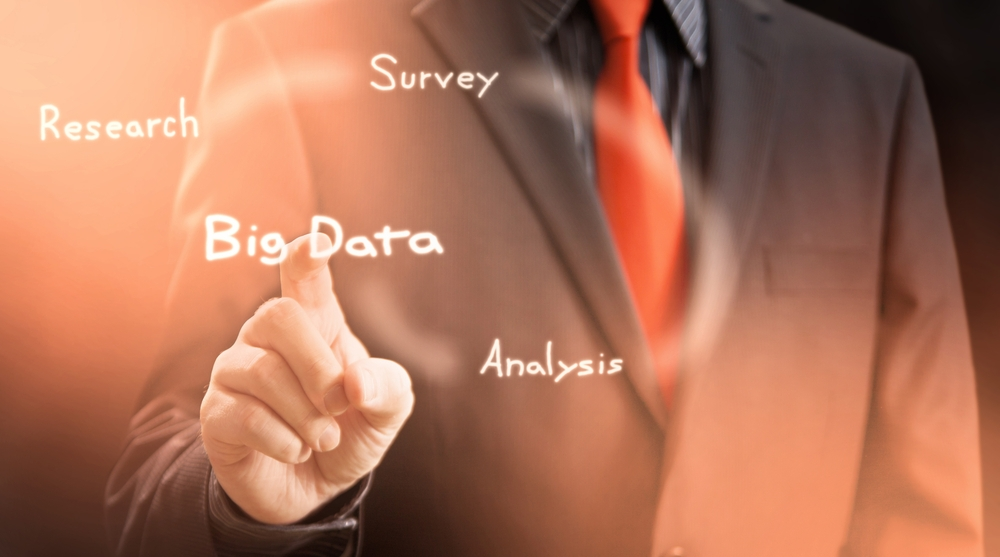 Survey
Research
Big Data
Analysis